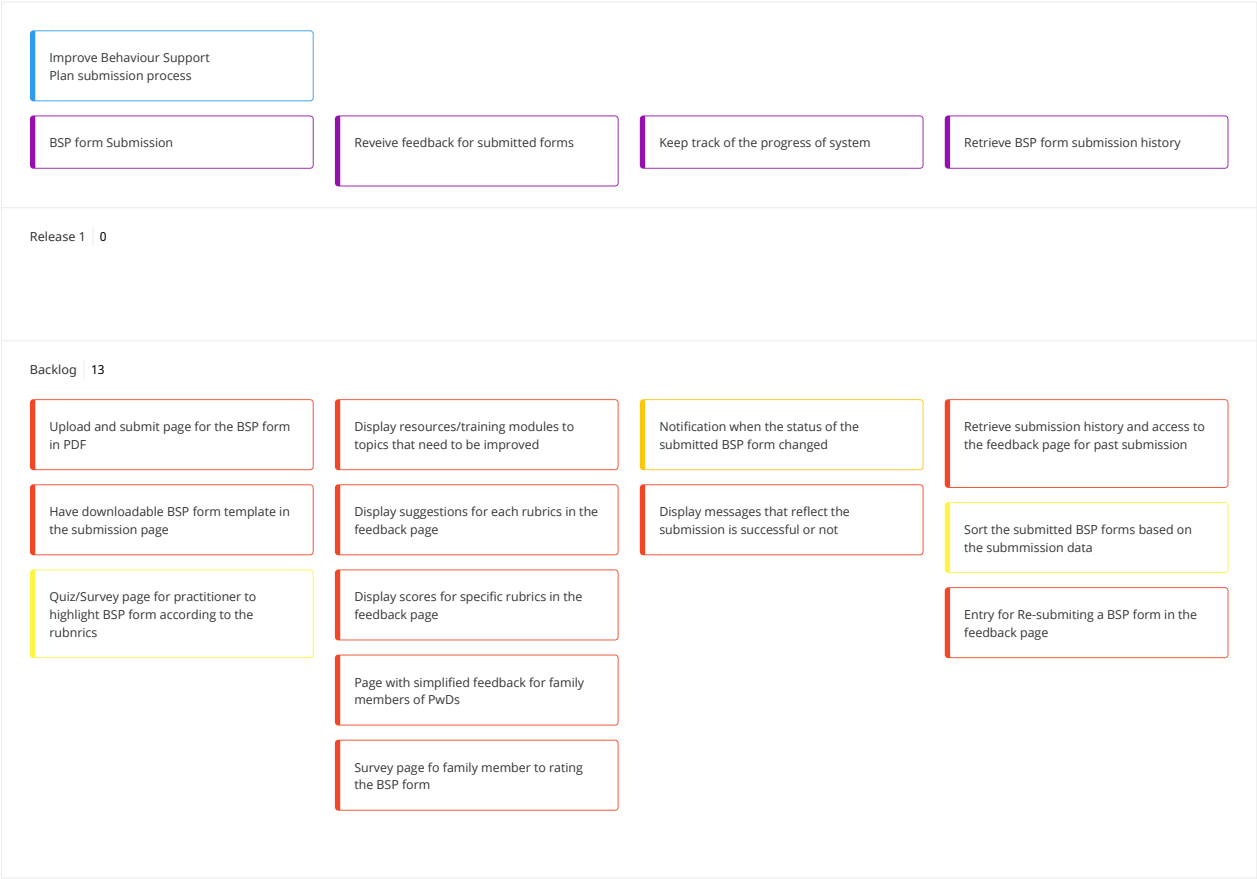 Improve Behaviour Support
Plan submission process
BSP form Submission
Reveive feedback for submitted forms
Keep track of the progress of system
Retrieve BSP form submission history
Release 1 0
Backlog 13
Upload and submit page for the BSP form
in PDF
Display resources/training modules to
topics that need to be improved
Notification when the status of the
submitted BSP form changed
Retrieve submission history and access to
the feedback page for past submission
Have downloadable BSP form template in
the submission page
Display suggestions for each rubrics in the
feedback page
Display messages that reflect the
submission is successful or not
Sort the submitted BSP forms based on
the submmission data
Quiz/Survey page for practitioner to
highlight BSP form according to the
rubnrics
Display scores for specific rubrics in the
feedback page
Entry for Re-submiting a BSP form in the
feedback page
Page with simplified feedback for family
members of PwDs
Survey page fo family member to rating
the BSP form